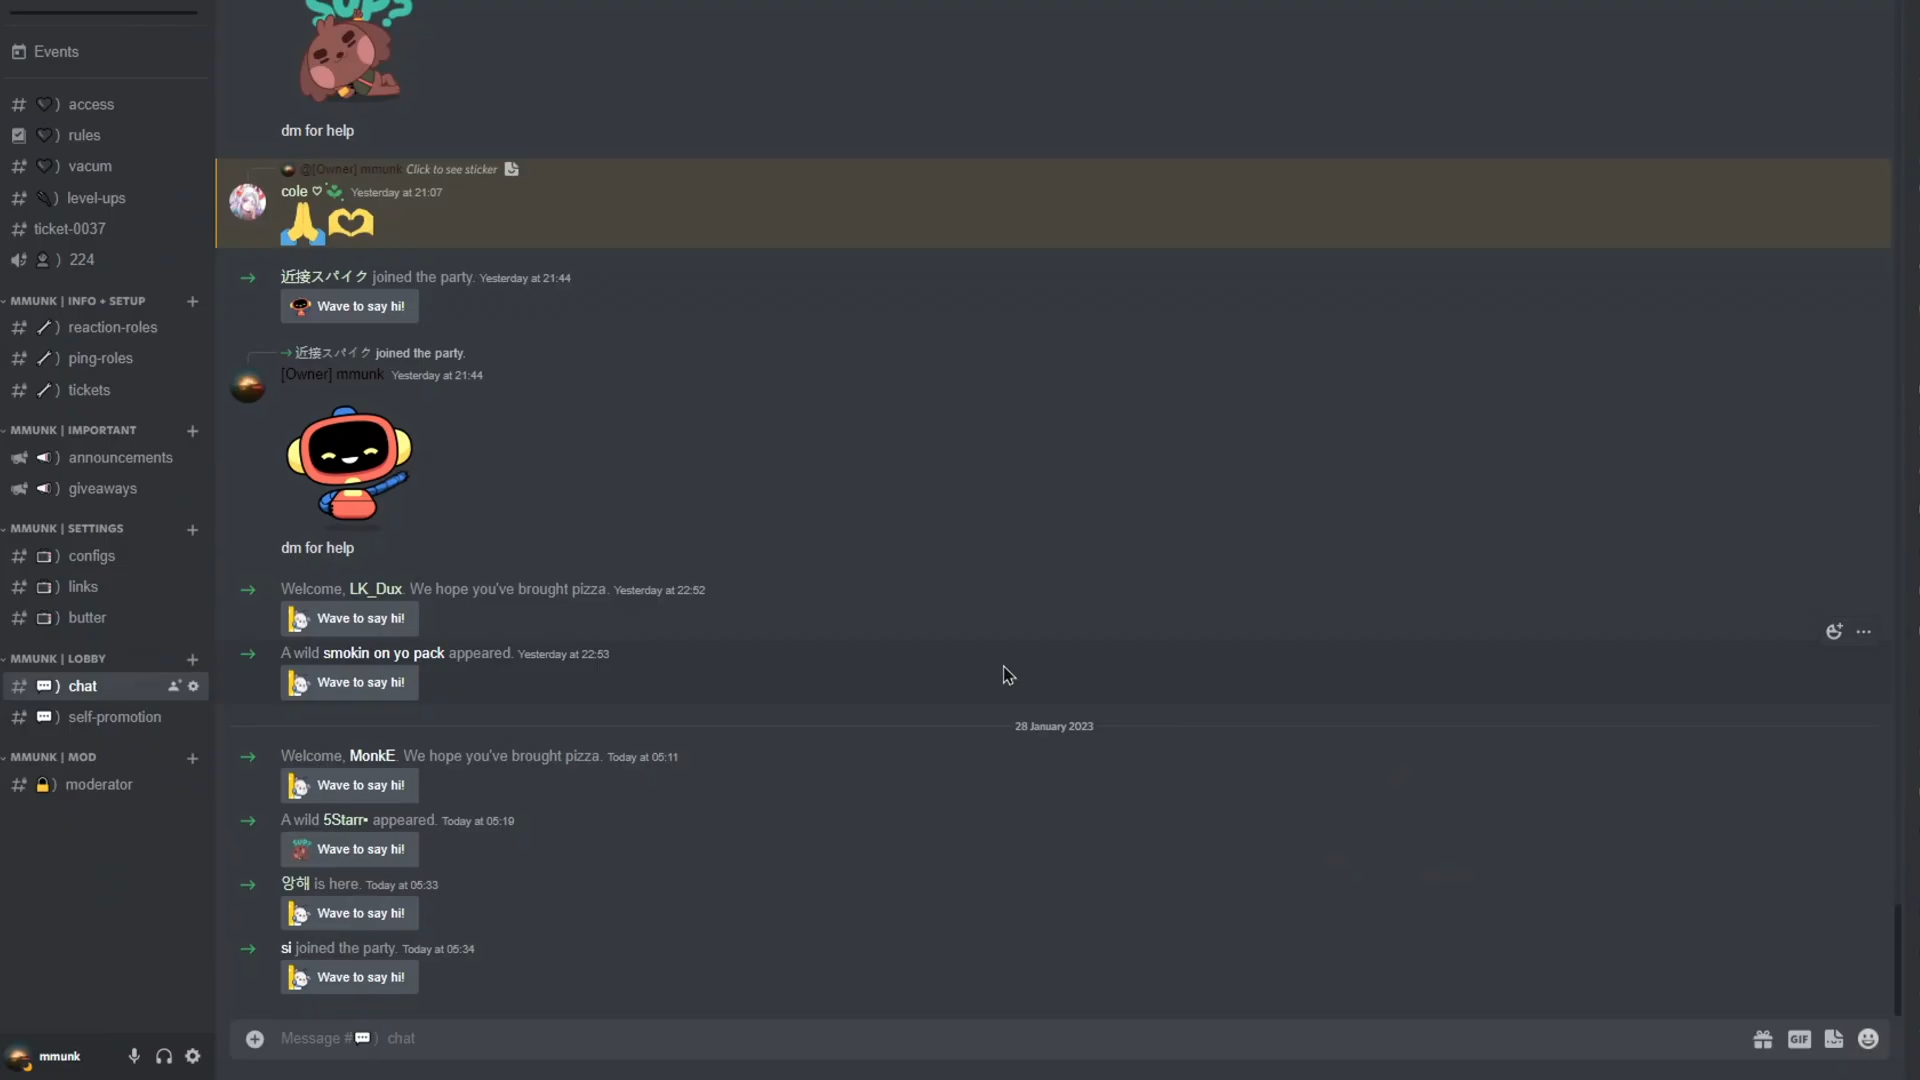 Events
access
rules
vacum
level-ups
ticket-0037
) 224
MMUNK | INFO + SETUP
reaction-roles
ping-roles
tickets
MMUNK | IMPORTANT
announcements
giveaways
MMUNK | SETTINGS
configs
links
butter
MMUNK | LOBBY
chat
self-promotion
MMUNK | MOD
moderator
mmunk
SUP?
dm for help
@[Owner] mmunk Click to see sticker
cole Yesterday at 21:07
近接スパイク joined the party. Yesterday at 21:44
Wave to say hi!
近接スパイク joined the party.
[Owner] mmunk Yesterday at 21:44
dm for help
Welcome, LK_Dux. We hope you've brought pizza. Yesterday at 22:52
Wave to say hi!
A wild smokin on yo pack appeared. Yesterday at 22:53
Wave to say hi!
28 January 2023
Welcome, MonkE. We hope you've brought pizza. Today at 05:11
Wave to say hi!
A wild 5Starr▪ appeared. Today at 05:19
Wave to say hi!
앙해 is here. Today at 05:33
Wave to say hi!
si joined the party. Today at 05:34
Wave to say hi!
Message #💬) chat
GIF